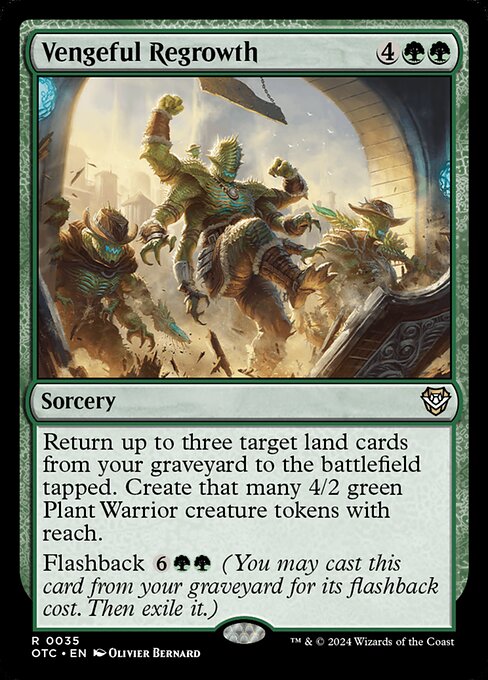 Vengeful Regrowth 4
Sorcery
Return up to three target land cards
from your graveyard to the battlefield
tapped. Create that many 4/2 green
Plant Warrior creature tokens with
reach.
Flashback 6 (You may cast this
card from your graveyard for its flashback
cost. Then exile it.)
R 0035
OTC • EN Olivier Bernard
™ & © 2024 Wizards of the Coast